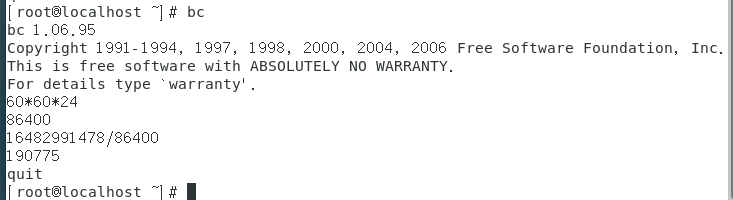 [root@localhost ~]# bc
bc 1.06.95
Copyright 1991-1994, 1997, 1998, 2000, 2004, 2006 Free Software Foundation, Inc.
This is free software with ABSOLUTELY NO WARRANTY.
For details type `warranty'.
60*60*24
86400
16482991478/86400
190775
quit
[root@localhost ~]#